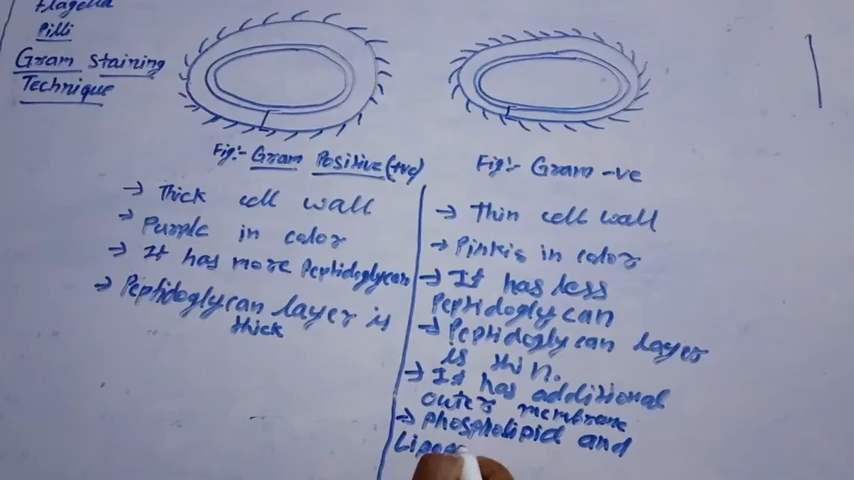 Flagella
Pilli
Gram Staining
Technique
Fig:- Gram Positive (+ve)
→ Thick cell wall
→ Purple in color
→ It has more Peptidoglycan
→ Peptidoglycan layer is
thick
Fig:- Gram -ve
→ Thin cell wall
→ Pinkis in color
→ It has less
Peptidoglycan
→ Peptidoglycan layer
is thin.
→ It has additional
outer membrane
→ Phospholipid and